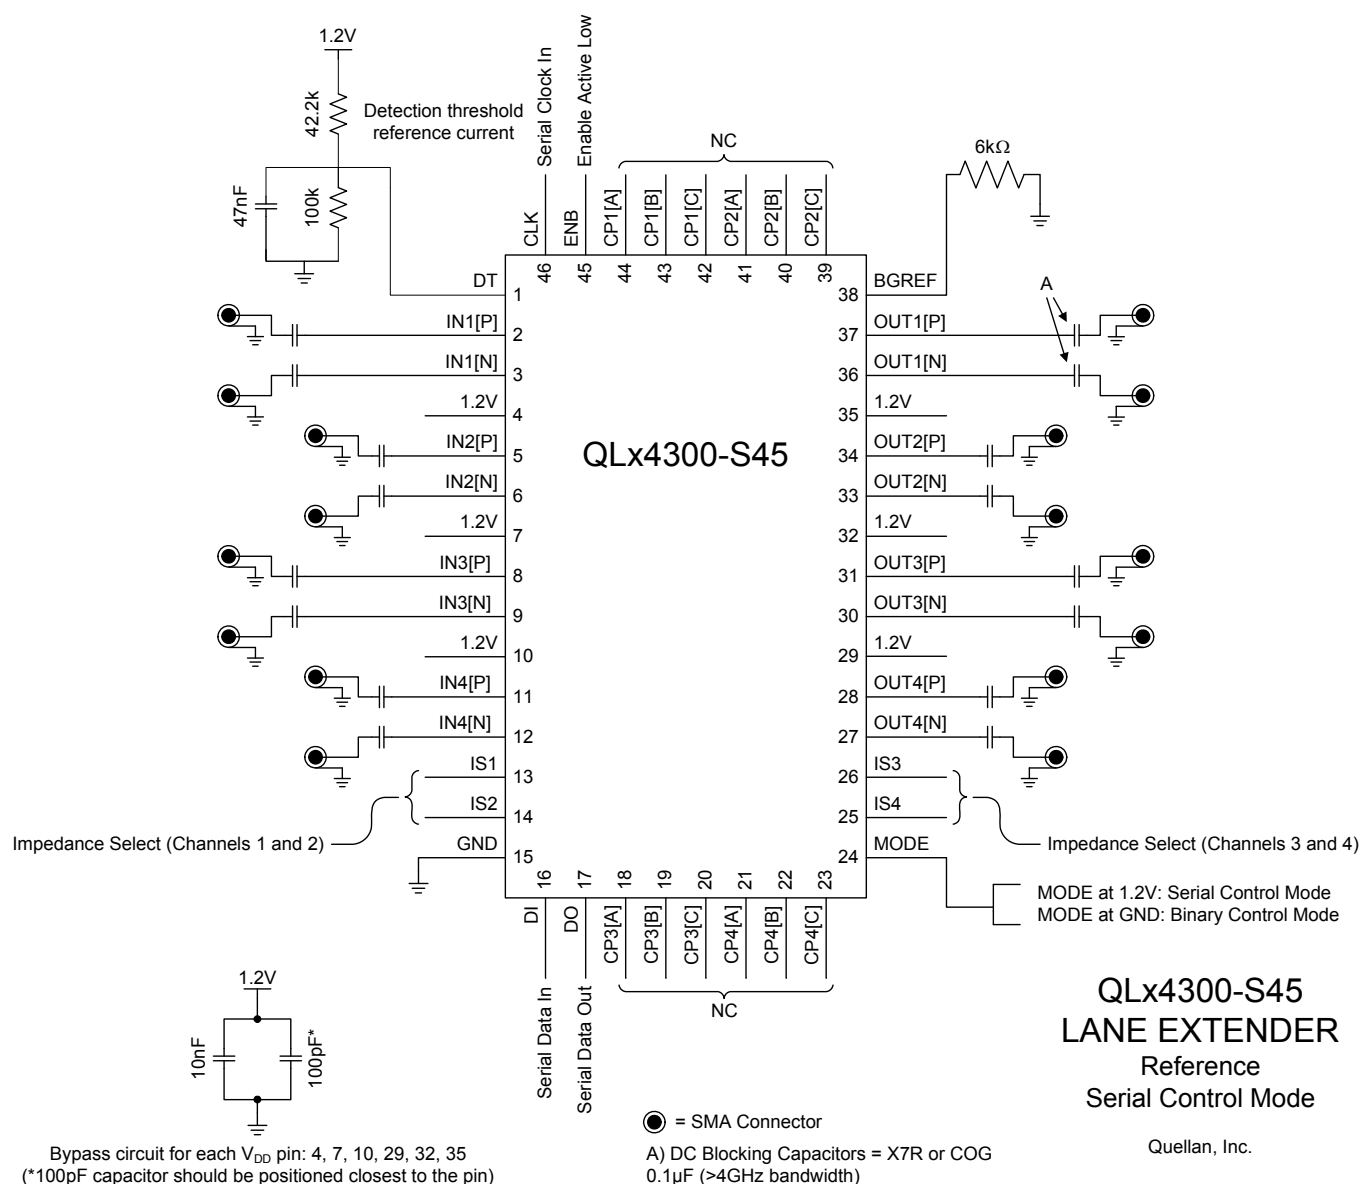 1.2V
42.2k
Detection threshold
reference current
47nF
100k
Serial Clock In
Enable Active Low
NC
6kΩ
CLK
ENB
CP1[A]
CP1[B]
CP1[C]
CP2[A]
CP2[B]
CP2[C]
46
45
44
43
42
41
40
39
DT
1
38
BGREF
A
IN1[P]
2
37
OUT1[P]
IN1[N]
3
36
OUT1[N]
1.2V
4
35
1.2V
IN2[P]
5
34
OUT2[P]
QLx4300-S45
IN2[N]
6
33
OUT2[N]
1.2V
7
32
1.2V
IN3[P]
8
31
OUT3[P]
IN3[N]
9
30
OUT3[N]
1.2V
10
29
1.2V
IN4[P]
11
28
OUT4[P]
IN4[N]
12
27
OUT4[N]
IS1
13
26
IS3
IS2
14
25
IS4
Impedance Select (Channels 1 and 2)
Impedance Select (Channels 3 and 4)
GND
15
24
MODE
16
17
18
19
20
21
22
23
DI
DO
CP3[A]
CP3[B]
CP3[C]
CP4[A]
CP4[B]
CP4[C]
MODE at 1.2V: Serial Control Mode
MODE at GND: Binary Control Mode
Serial Data In
Serial Data Out
NC
1.2V
10nF
100pF*
Bypass circuit for each VDD pin: 4, 7, 10, 29, 32, 35
(*100pF capacitor should be positioned closest to the pin)
= SMA Connector
A) DC Blocking Capacitors = X7R or COG
0.1µF (>4GHz bandwidth)
QLx4300-S45
LANE EXTENDER
Reference
Serial Control Mode
Quellan, Inc.